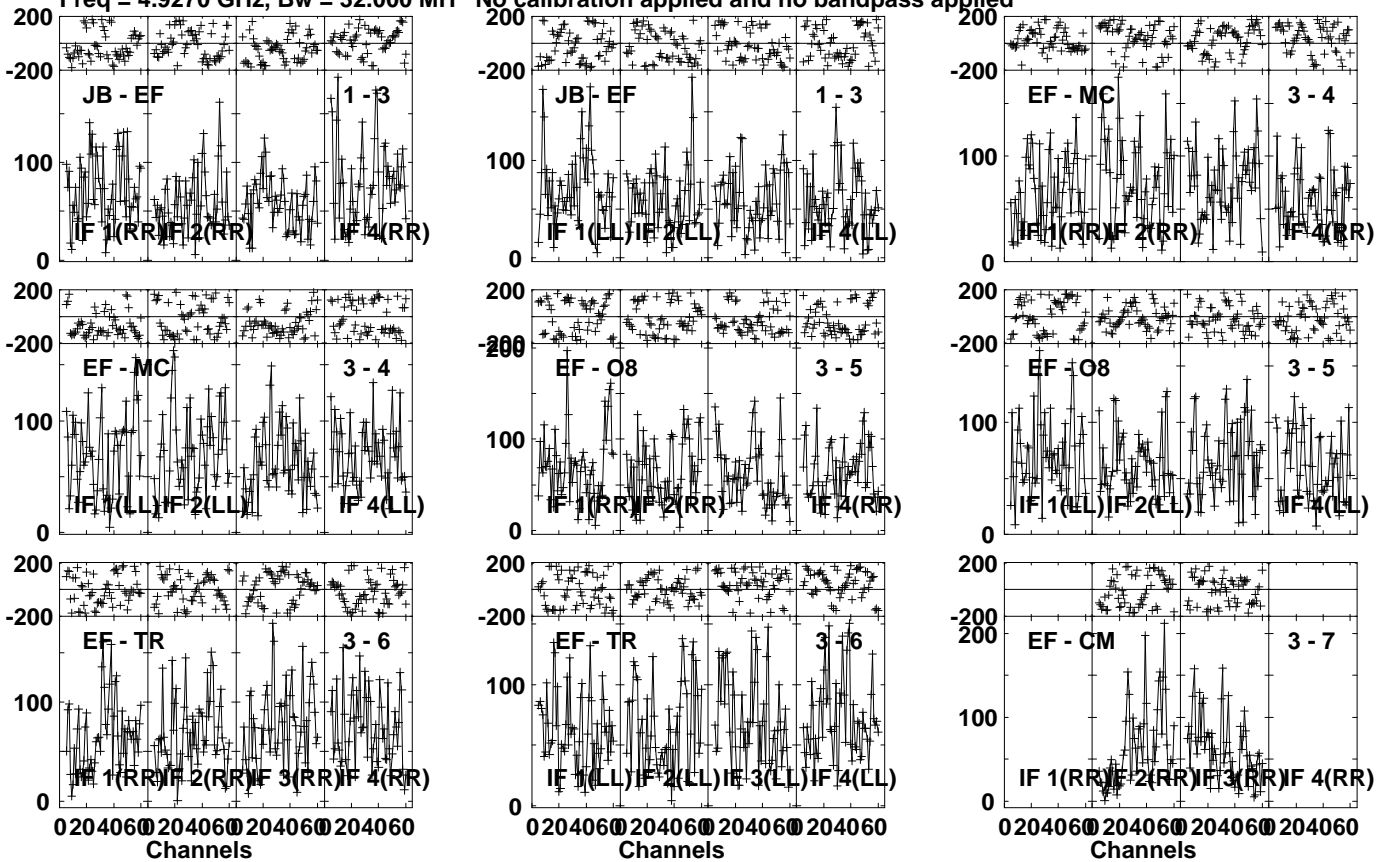 Freq = 4.9270 GHz, Bw = 32.000 MH No calibration applied and no bandpass applied
200
-200
JB - EF 1 - 3
100
IF 1(RR) IF 2(RR) IF 4(RR)
0
JB - EF 1 - 3
100
IF 1(LL) IF 2(LL) IF 4(LL)
0
200
-200
EF - MC 3 - 4
100
IF 1(RR) IF 2(RR) IF 4(RR)
0
200
-200
EF - MC 3 - 4
100
IF 1(LL) IF 2(LL) IF 4(LL)
0
200
-200
200
EF - O8 3 - 5
100
IF 1(RR) IF 2(RR) IF 4(RR)
0
200
-200
EF - O8 3 - 5
100
IF 1(LL) IF 2(LL) IF 4(LL)
0
200
-200
EF - TR 3 - 6
100
IF 1(RR) IF 2(RR) IF 3(RR) IF 4(RR)
0
0 20 40 60 0 20 40 60 0 20 40 60 0 20 40 60
Channels
200
-200
EF - TR 3 - 6
100
IF 1(LL) IF 2(LL) IF 3(LL) IF 4(LL)
0
0 20 40 60 0 20 40 60 0 20 40 60 0 20 40 60
Channels
200
-200
200
EF - CM 3 - 7
100
IF 1(RR) IF 2(RR) IF 3(RR) IF 4(RR)
0
0 20 40 60 0 20 40 60 0 20 40 60 0 20 40 60
Channels